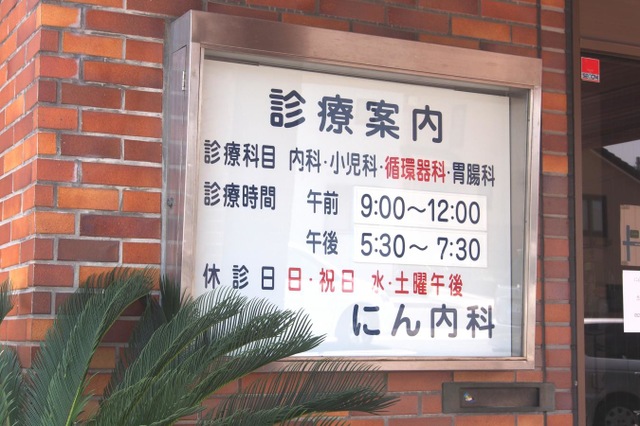 診療案内
診療科目 内科・小児科・循環器科・胃腸科
診療時間 午前 9:00～12:00
午後 5:30～7:30
休診日 日・祝日 水・土曜午後
にん内科
SECOM